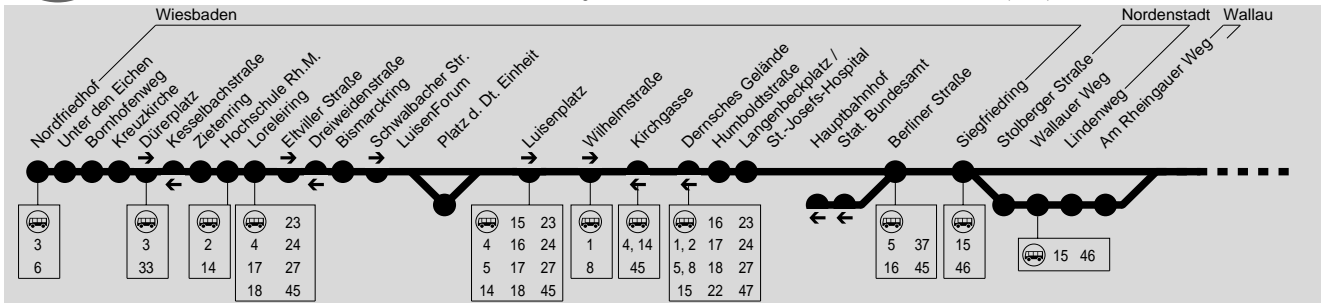 Wiesbaden
Nordenstadt
Wallau
Nordfriedhof
Unter den Eichen
Bornhofenweg
Kreuzkirche
Dürerplatz
Kesselbachstraße
Zietenring
Hochschule Rh.M.
Loreleiring
Eltviller Straße
Dreiweidenstraße
Bismarckring
Schwalbacher Str.
LuisenForum
Platz d. Dt. Einheit
Luisenplatz
Wilhelmstraße
Kirchgasse
Dernsches Gelände
Humboldtstraße
Langenbeckplatz /
St.-Josefs-Hospital
Hauptbahnhof
Stat. Bundesamt
Berliner Straße
Siegfriedring
Stolberger Straße
Wallauer Weg
Lindenweg
Am Rheingauer Weg
3
6
3
33
2
14
23
4 24
17 27
18 45
15 23
4 16 24
5 17 27
14 18 45
1
8
4, 14
45
16 23
1, 2 17 24
5, 8 18 27
15 22 47
5 37
16 45
15
46
15 46